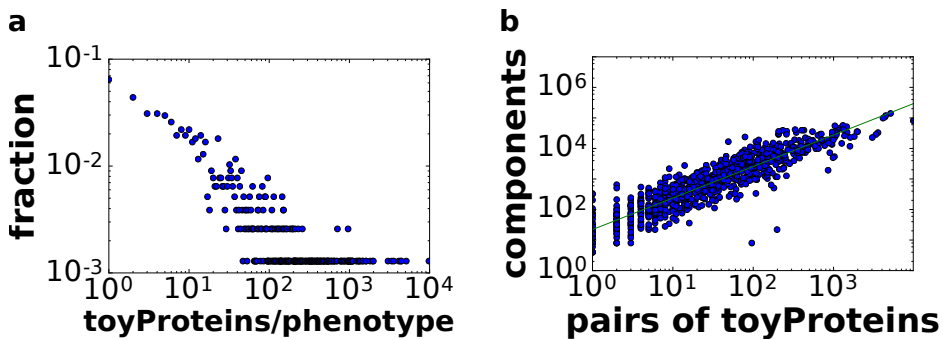 a
fraction
10^-1
10^-2
10^-3
10^0 10^1 10^2 10^3 10^4
toyProteins/phenotype
b
components
10^6
10^4
10^2
10^0
10^0 10^1 10^2 10^3
pairs of toyProteins